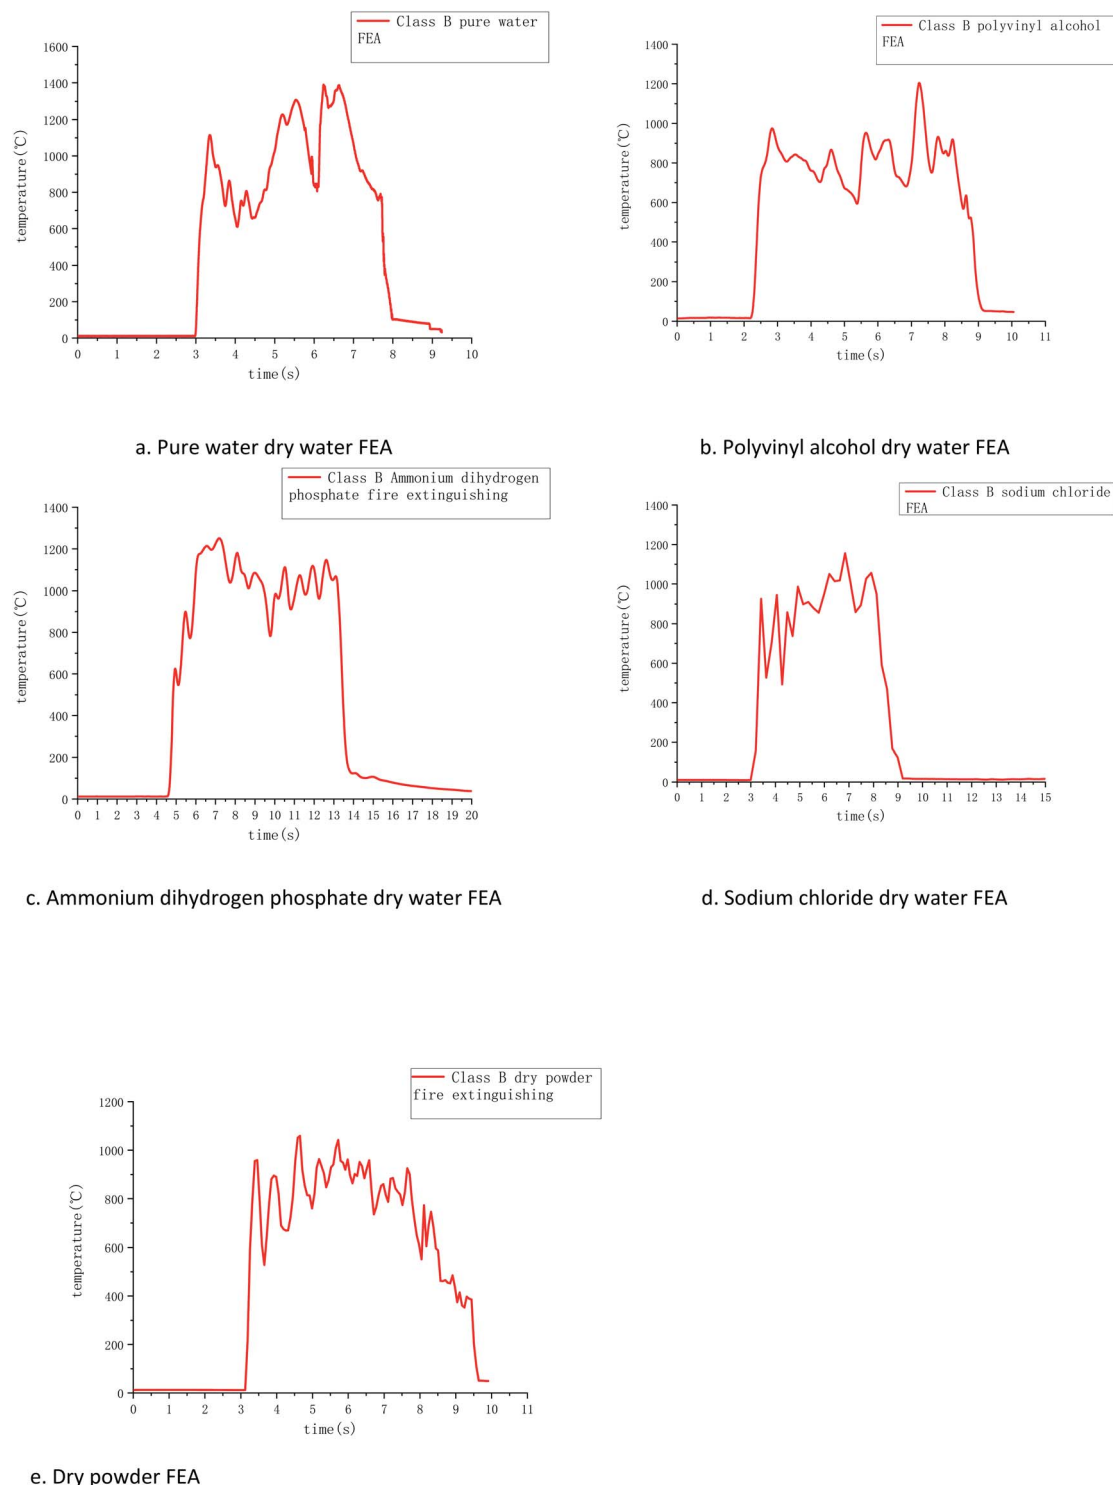 Class B pure water
FEA
1600
1400
1200
1000
800
600
400
200
0
temperature(℃)
0 1 2 3 4 5 6 7 8 9 10
time(s)
a. Pure water dry water FEA
Class B polyvinyl alcohol
FEA
1400
1200
1000
800
600
400
200
0
temperature(℃)
0 1 2 3 4 5 6 7 8 9 10 11
time(s)
b. Polyvinyl alcohol dry water FEA
Class B Ammonium dihydrogen
phosphate fire extinguishing
1400
1200
1000
800
600
400
200
0
temperature(℃)
0 1 2 3 4 5 6 7 8 9 10 11 12 13 14 15 16 17 18 19 20
time(s)
c. Ammonium dihydrogen phosphate dry water FEA
Class B sodium chloride
FEA
1400
1200
1000
800
600
400
200
0
temperature(℃)
0 1 2 3 4 5 6 7 8 9 10 11 12 13 14 15
time(s)
d. Sodium chloride dry water FEA
Class B dry powder
fire extinguishing
1200
1000
800
600
400
200
0
temperature(℃)
0 1 2 3 4 5 6 7 8 9 10 11
time(s)
e. Dry powder FEA